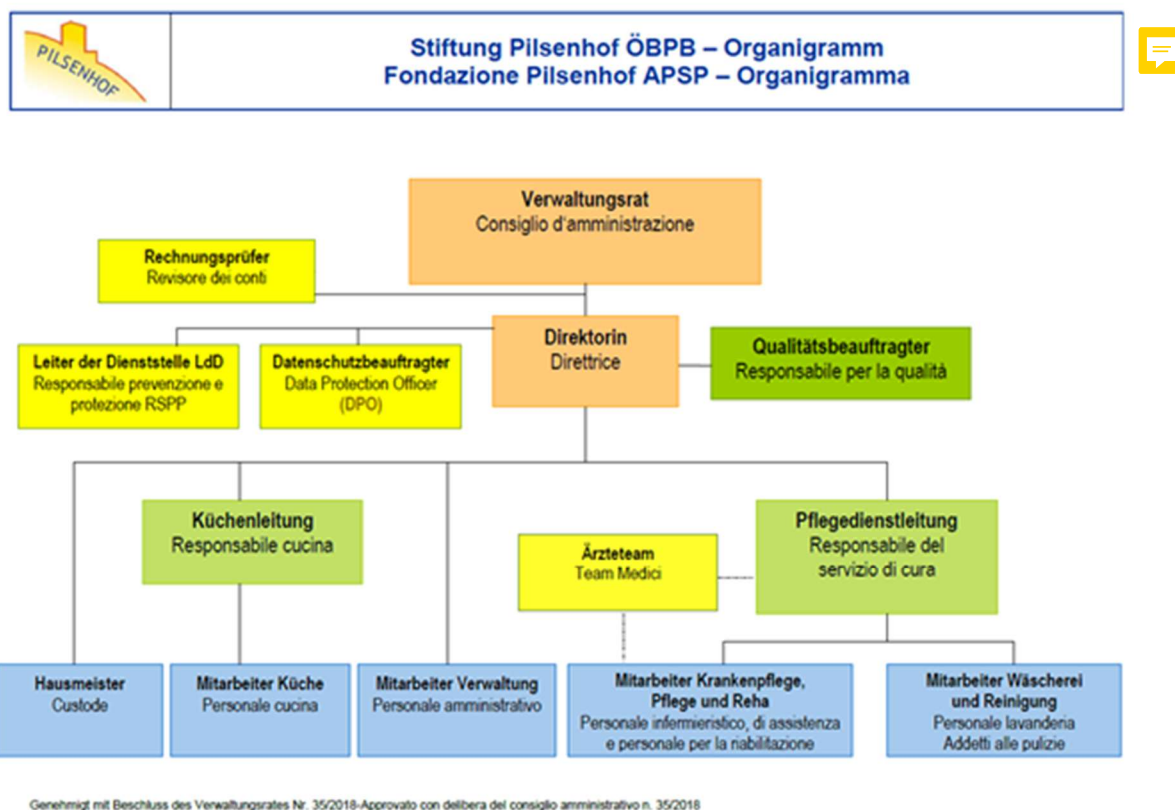 PILSENHOF
Stiftung Pilsenhof ÖBPB – Organigramm
Fondazione Pilsenhof APSP – Organigramma
Verwaltungsrat
Consiglio d'amministrazione
Rechnungsprüfer
Revisore dei conti
Leiter der Dienststelle LdD
Responsabile prevenzione e
protezione RSPP
Datenschutzbeauftragter
Data Protection Officer
(DPO)
Direktorin
Direttrice
Qualitätsbeauftragter
Responsabile per la qualità
Küchenleitung
Responsabile cucina
Ärzteteam
Team Medici
Pflegedienstleitung
Responsabile del
servizio di cura
Hausmeister
Custode
Mitarbeiter Küche
Personale cucina
Mitarbeiter Verwaltung
Personale amministrativo
Mitarbeiter Krankenpflege,
Pflege und Reha
Personale infermieristico, di assistenza
e personale per la riabilitazione
Mitarbeiter Wäscherei
und Reinigung
Personale lavanderia
Addetti alle pulizie
Genehmigt mit Beschluss des Verwaltungsrates Nr. 35/2018-Approvato con delibera del consiglio amministrativo n. 35/2018